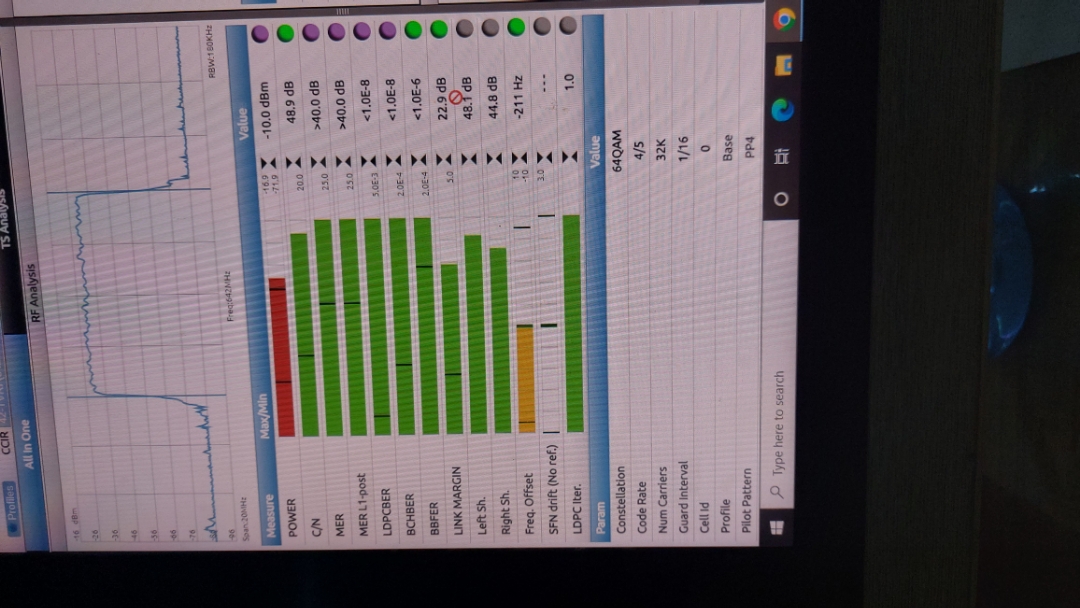 TS Analysis
Profiles
CCIR
All In One
RF Analysis
-16 dBm
-26
-36
-46
-56
-66
-76
-96
Span:20MHz
Freq:642MHz
RBW:180KHz
Measure Max/Min Value
POWER -16.9 -71.9 -10.0 dBm
C/N 20.0 48.9 dB
MER 25.0 >40.0 dB
MER L1-post 25.0 >40.0 dB
LDPCBER 5.0E-3 <1.0E-8
BCHBER 2.0E-4 <1.0E-8
BBFER 2.0E-4 <1.0E-6
LINK MARGIN 5.0 22.9 dB
Left Sh. 48.1 dB
Right Sh. 44.8 dB
Freq. Offset 10 -10 -211 Hz
SFN drift (No ref.) 3.0 ---
LDPC Iter. 1.0
Param Value
Constellation 64QAM
Code Rate 4/5
Num Carriers 32K
Guard Interval 1/16
Cell Id 0
Profile Base
Pilot Pattern PP4
Type here to search